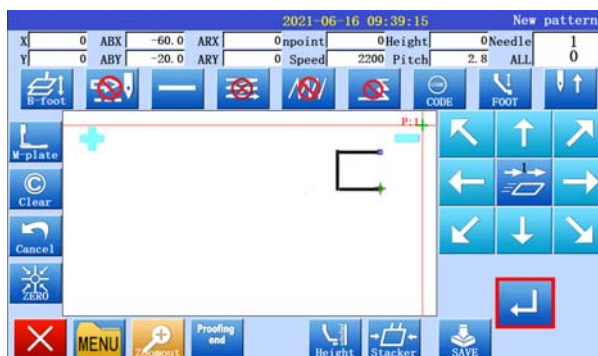 2021-06-16 09:39:15 New pattern
X 0 ABX -60.0 ARX 0 npoint 0 Height 0 Needle 1
Y 0 ABY -20.0 ARY 0 Speed 2200 Pitch 2.8 ALL 0
B-foot CODE FOOT
P:1
1
M-plate
Clear
Cancel
ZERO
MENU Zoomout Proofing end Height Stacker SAVE